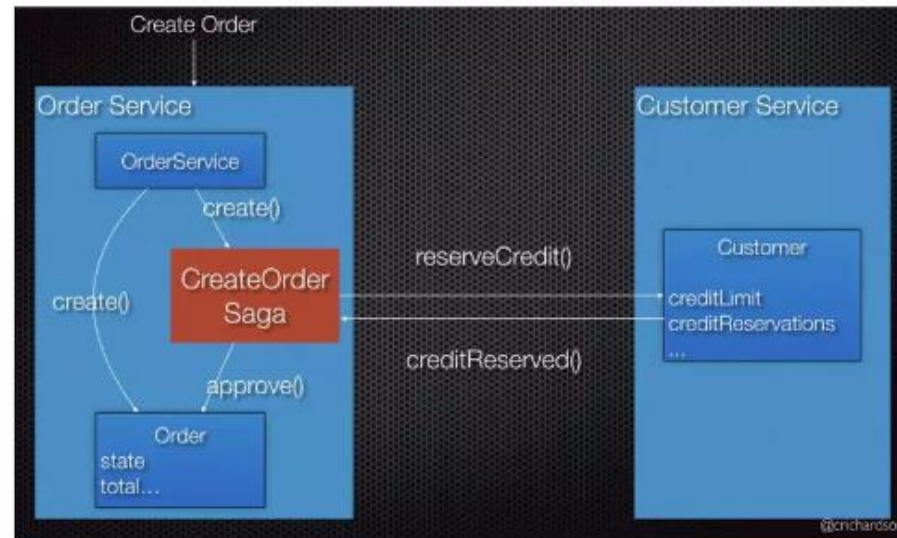 Create Order
Order Service
OrderService
create()
create()
CreateOrder
Saga
approve()
Order
state
total...
reserveCredit()
creditReserved()
Customer Service
Customer
creditLimit
creditReservations
...
@crichardso